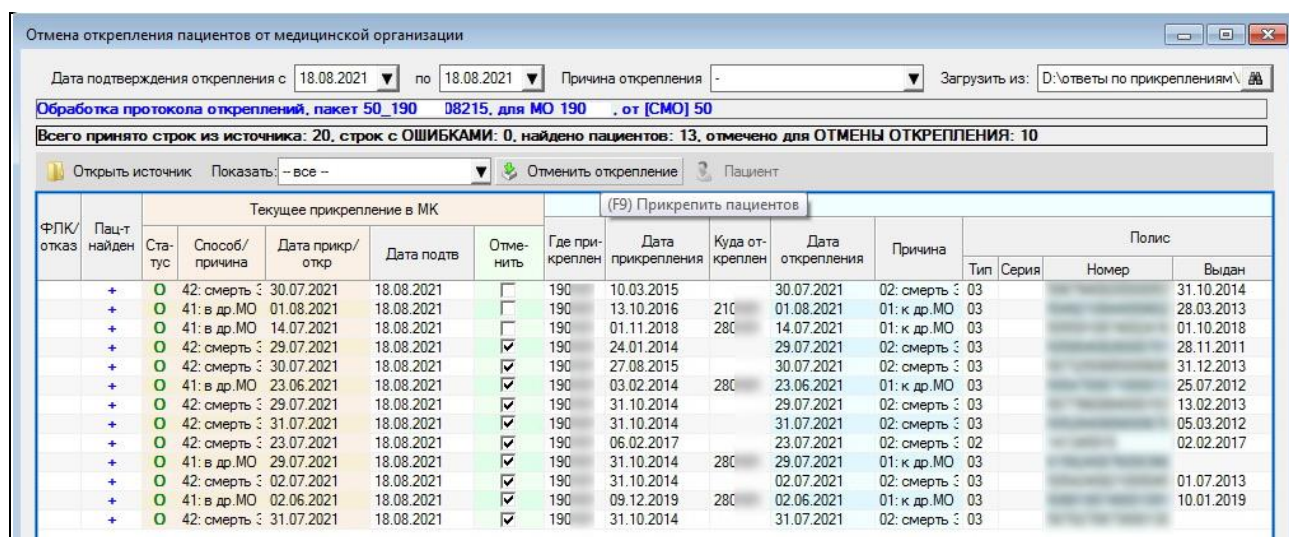 Отмена открепления пациентов от медицинской организации
Дата подтверждения открепления с 18.08.2021 по 18.08.2021 Причина открепления - Загрузить из: D:\ответы по прикреплениям\
Обработка протокола откреплений, пакет 50_190 08215, для МО 190 , от [СМО] 50
Всего принято строк из источника: 20, строк с ОШИБКАМИ: 0, найдено пациентов: 13, отмечено для ОТМЕНЫ ОТКРЕПЛЕНИЯ: 10
Открыть источник Показать: -- все -- Отменить открепление Пациент
(F9) Прикрепить пациентов
Текущее прикрепление в МК
ФЛК/отказ Пац-т найден Ста-тус Способ/причина Дата прикр/откр Дата подтв Отме-нить Где при-креплен Дата прикрепления Куда от-креплен Дата открепления Причина Полис
Тип Серия Номер Выдан
+ О 42: смерть 30.07.2021 18.08.2021 190 10.03.2015 30.07.2021 02: смерть 03 31.10.2014
+ О 41: в др.МО 01.08.2021 18.08.2021 190 13.10.2016 210 01.08.2021 01: к др.МО 03 28.03.2013
+ О 41: в др.МО 14.07.2021 18.08.2021 190 01.11.2018 280 14.07.2021 01: к др.МО 03 01.10.2018
+ О 42: смерть 29.07.2021 18.08.2021 190 24.01.2014 29.07.2021 02: смерть 03 28.11.2011
+ О 42: смерть 30.07.2021 18.08.2021 190 27.08.2015 30.07.2021 02: смерть 03 31.12.2013
+ О 41: в др.МО 23.06.2021 18.08.2021 190 03.02.2014 280 23.06.2021 01: к др.МО 03 25.07.2012
+ О 42: смерть 29.07.2021 18.08.2021 190 31.10.2014 29.07.2021 02: смерть 03 13.02.2013
+ О 42: смерть 31.07.2021 18.08.2021 190 31.10.2014 31.07.2021 02: смерть 03 05.03.2012
+ О 42: смерть 23.07.2021 18.08.2021 190 06.02.2017 23.07.2021 02: смерть 02 02.02.2017
+ О 41: в др.МО 29.07.2021 18.08.2021 190 31.10.2014 280 29.07.2021 01: к др.МО 03
+ О 42: смерть 02.07.2021 18.08.2021 190 31.10.2014 02.07.2021 02: смерть 03 01.07.2013
+ О 41: в др.МО 02.06.2021 18.08.2021 190 09.12.2019 280 02.06.2021 01: к др.МО 03 10.01.2019
+ О 42: смерть 31.07.2021 18.08.2021 190 31.10.2014 31.07.2021 02: смерть 03